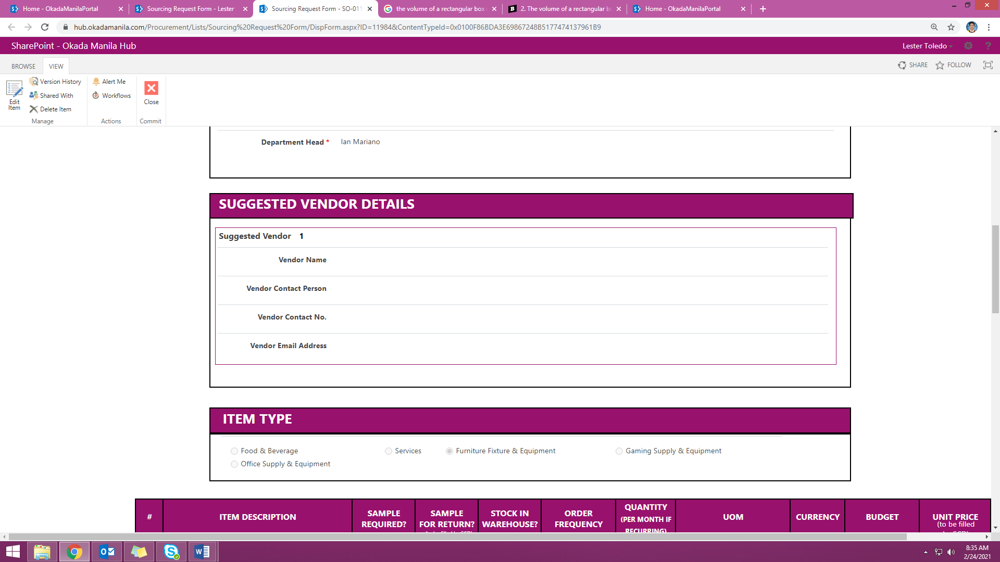 Home - OkadaManilaPortal
Sourcing Request Form - Lester
Sourcing Request Form - SO-011
the volume of a rectangular box
2. The volume of a rectangular b
Home - OkadaManilaPortal
hub.okadamanila.com/Procurement/Lists/Sourcing%20Request%20Form/DispForm.aspx?ID=11984&ContentTypeId=0x0100F86BDA3E69867248B5177474137961B9
SharePoint - Okada Manila Hub
Lester Toledo
BROWSE
VIEW
SHARE
FOLLOW
Edit
Item
Version History
Shared With
Delete Item
Manage
Alert Me
Workflows
Actions
Close
Commit
Department Head * Ian Mariano
SUGGESTED VENDOR DETAILS
Suggested Vendor 1
Vendor Name
Vendor Contact Person
Vendor Contact No.
Vendor Email Address
ITEM TYPE
Food & Beverage
Services
Furniture Fixture & Equipment
Gaming Supply & Equipment
Office Supply & Equipment
#
ITEM DESCRIPTION
SAMPLE
REQUIRED?
SAMPLE
FOR RETURN?
STOCK IN
WAREHOUSE?
ORDER
FREQUENCY
QUANTITY
(PER MONTH IF
RECURRING)
UOM
CURRENCY
BUDGET
UNIT PRICE
(to be filled
8:35 AM
2/24/2021